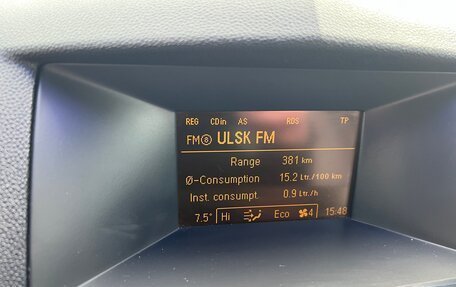 REG CDin AS RDS TP
FM⑧ ULSK FM
Range 381 km
Ø-Consumption 15.2 Ltr./100 km
Inst. consumpt. 0.9 Ltr./h
7.5° Hi Eco 4 15:48